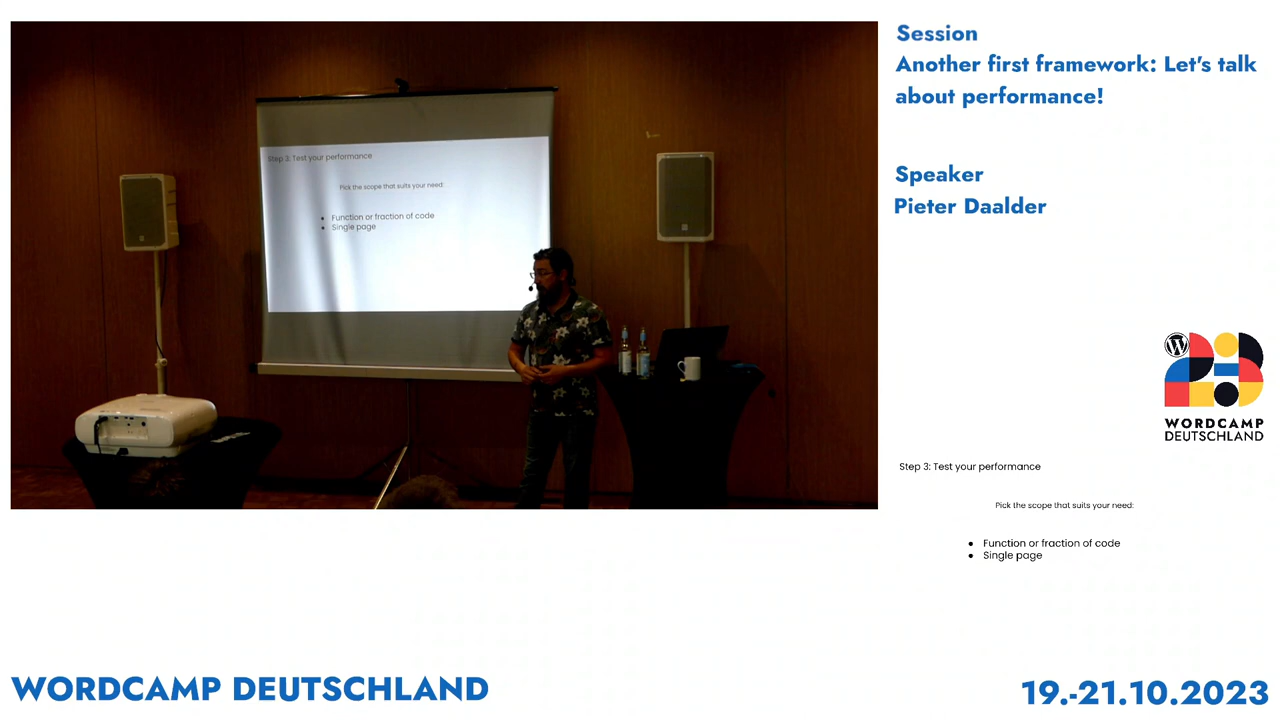 Session
Another first framework: Let's talk
about performance!
Speaker
Pieter Daalder
Step 3: Test your performance
Pick the scope that suits your need:
● Function or fraction of code
● Single page
W
WORDCAMP
DEUTSCHLAND
Step 3: Test your performance
Pick the scope that suits your need:
● Function or fraction of code
● Single page
WORDCAMP DEUTSCHLAND
19.-21.10.2023